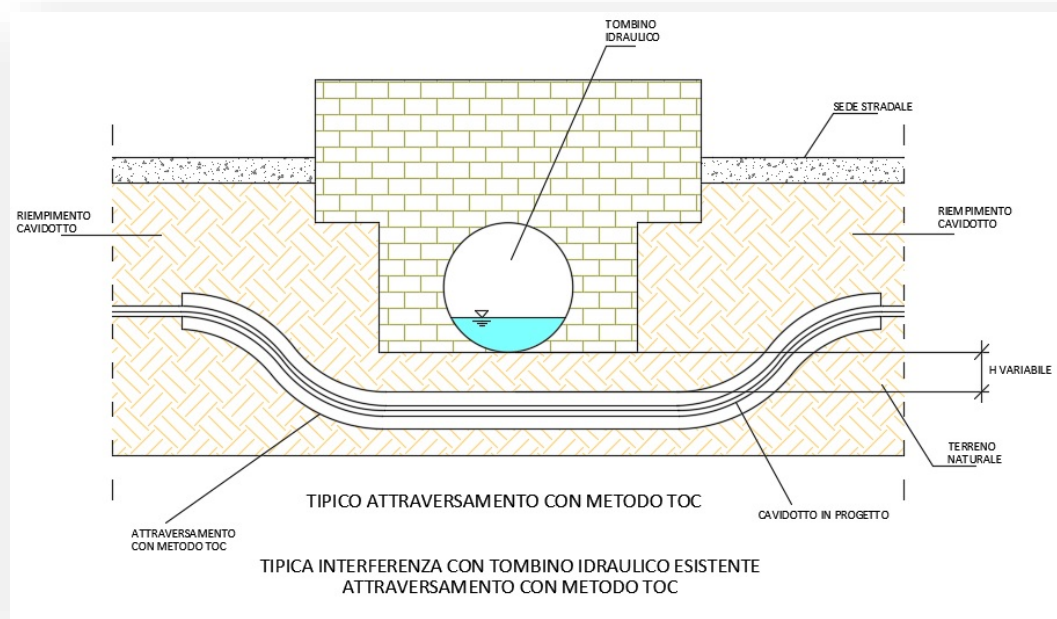 TOMBINO
IDRAULICO
SEDE STRADALE
RIEMPIMENTO
CAVIDOTTO
RIEMPIMENTO
CAVIDOTTO
H VARIABILE
TERRENO
NATURALE
TIPICO ATTRAVERSAMENTO CON METODO TOC
CAVIDOTTO IN PROGETTO
ATTRAVERSAMENTO
CON METODO TOC
TIPICA INTERFERENZA CON TOMBINO IDRAULICO ESISTENTE
ATTRAVERSAMENTO CON METODO TOC